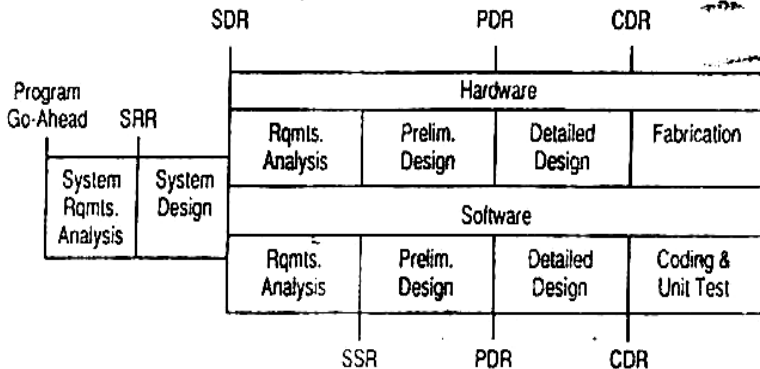 SDR PDR CDR
Program
Go-Ahead SRR
Hardware
Rqmts.
Analysis
Prelim.
Design
Detailed
Design
Fabrication
System
Rqmts.
Analysis
System
Design
Software
Rqmts.
Analysis
Prelim.
Design
Detailed
Design
Coding &
Unit Test
SSR PDR CDR